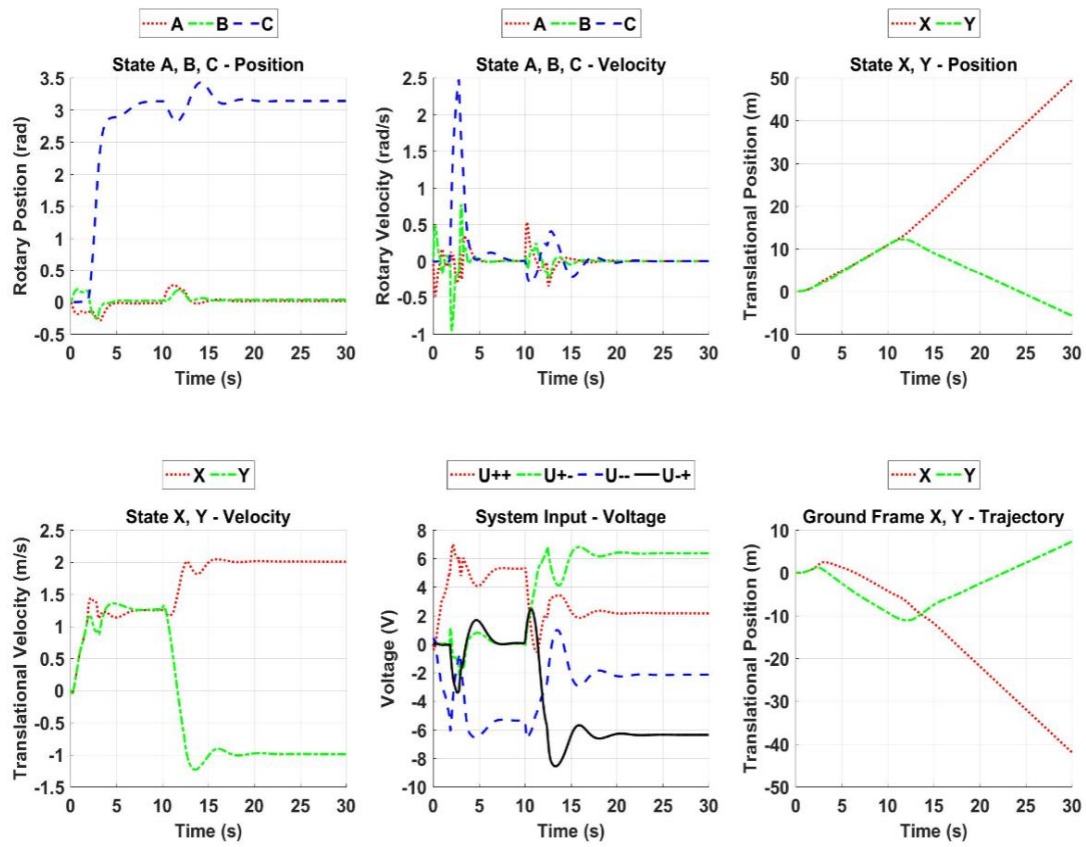 A B C
State A, B, C - Position
Rotary Postion (rad)
3.5
3
2.5
2
1.5
1
0.5
0
-0.5
0 5 10 15 20 25 30
Time (s)
A B C
State A, B, C - Velocity
Rotary Velocity (rad/s)
2.5
2
1.5
1
0.5
0
-0.5
-1
0 5 10 15 20 25 30
Time (s)
X Y
State X, Y - Position
Translational Position (m)
50
40
30
20
10
0
-10
0 5 10 15 20 25 30
Time (s)
X Y
State X, Y - Velocity
Translational Velocity (m/s)
2.5
2
1.5
1
0.5
0
-0.5
-1
-1.5
0 5 10 15 20 25 30
Time (s)
U++ U+- U-- U-+
System Input - Voltage
Voltage (V)
8
6
4
2
0
-2
-4
-6
-8
-10
0 5 10 15 20 25 30
Time (s)
X Y
Ground Frame X, Y - Trajectory
Translational Position (m)
10
0
-10
-20
-30
-40
-50
0 5 10 15 20 25 30
Time (s)